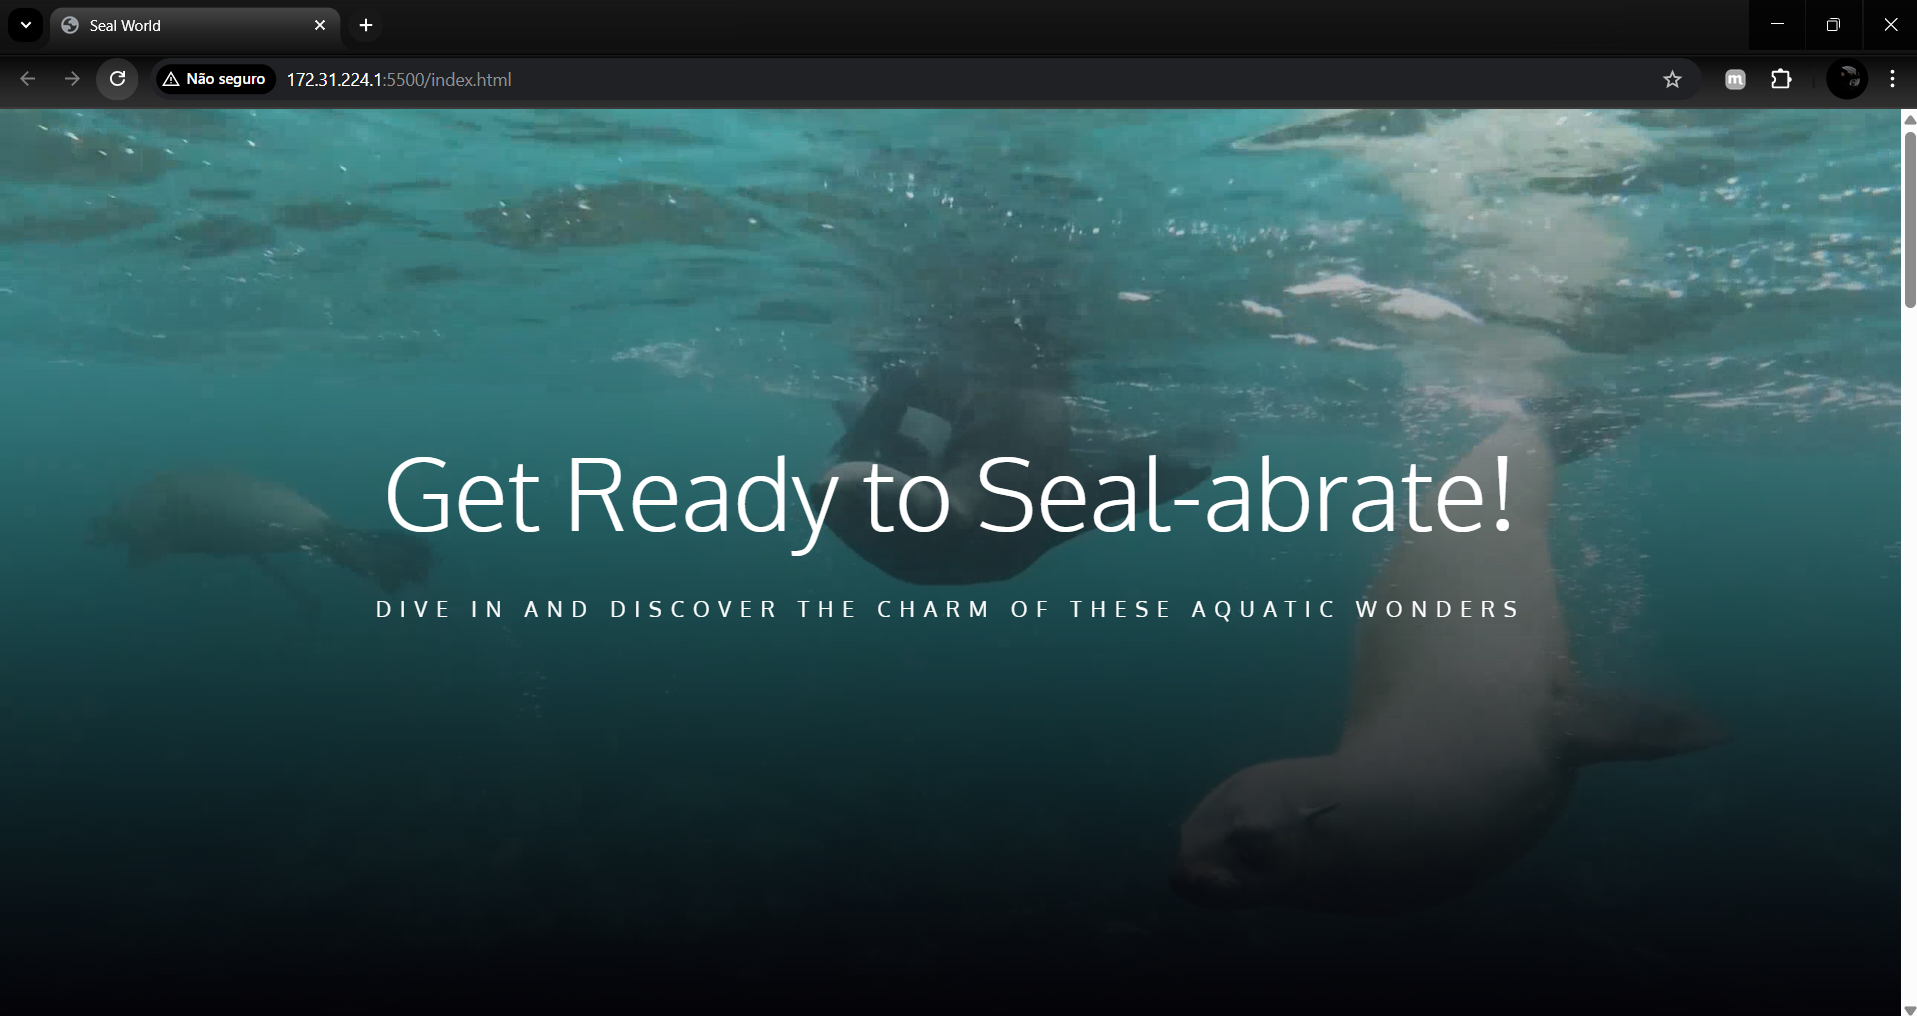 Seal World
Não seguro 172.31.224.1:5500/index.html
m
Get Ready to Seal-abrate!
DIVE IN AND DISCOVER THE CHARM OF THESE AQUATIC WONDERS